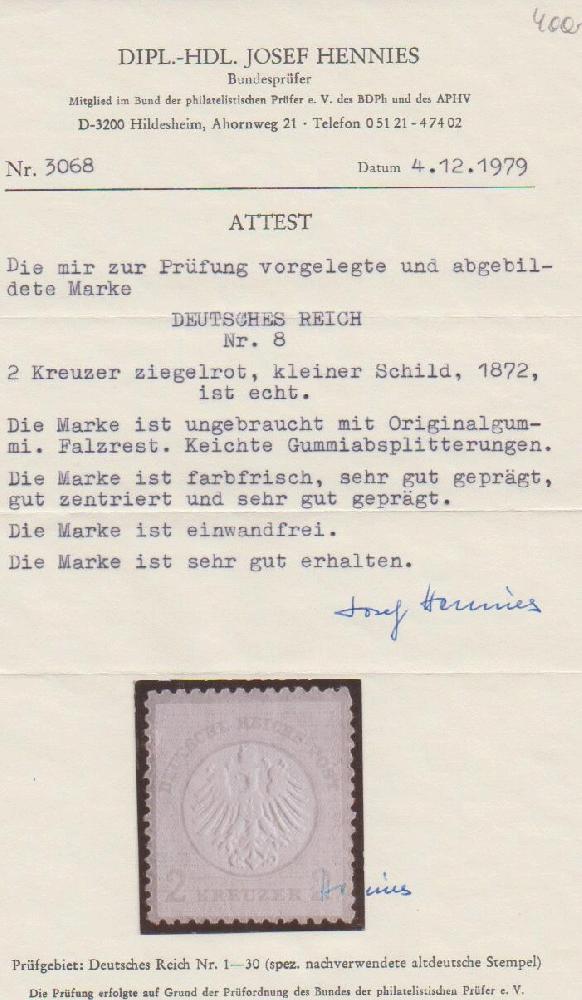 400.-
DIPL.-HDL. JOSEF HENNIES
Bundesprüfer
Mitglied im Bund der philatelistischen Prüfer e. V. des BDPh und des APHV
D-3200 Hildesheim, Ahornweg 21 · Telefon 0 51 21 - 4 74 02
Nr. 3068 Datum 4.12.1979
ATTEST
Die mir zur Prüfung vorgelegte und abgebil-
dete Marke
DEUTSCHES REICH
Nr. 8
2 Kreuzer ziegelrot, kleiner Schild, 1872,
ist echt.
Die Marke ist ungebraucht mit Originalgum-
mi. Falzrest. Keichte Gummiabsplitterungen.
Die Marke ist farbfrisch, sehr gut geprägt,
gut zentriert und sehr gut geprägt.
Die Marke ist einwandfrei.
Die Marke ist sehr gut erhalten.
Josef Hennies
DEUTSCHE REICHS-POST
2 KREUZER 2
Hennies
Prüfgebiet: Deutsches Reich Nr. 1—30 (spez. nachverwendete altdeutsche Stempel)
Die Prüfung erfolgte auf Grund der Prüfordnung des Bundes der philatelistischen Prüfer e. V.